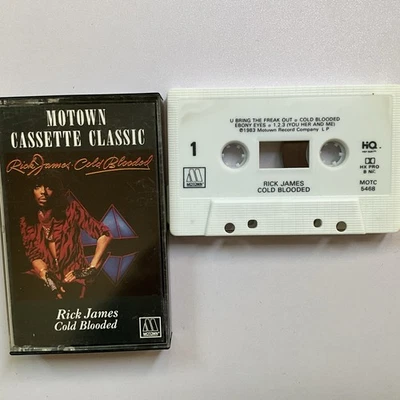 MOTOWN
CASSETTE CLASSIC
Rick James Cold Blooded
Rick James
Cold Blooded
M
MOTOWN
U BRING THE FREAK OUT = COLD BLOODED
EBONY EYES = 1,2,3 (YOU HER AND ME)
℗1983 Motown Record Company L P
1
HQ
M
MOTOWN
RICK JAMES
COLD BLOODED
HX PRO
B NR
MOTC
5468